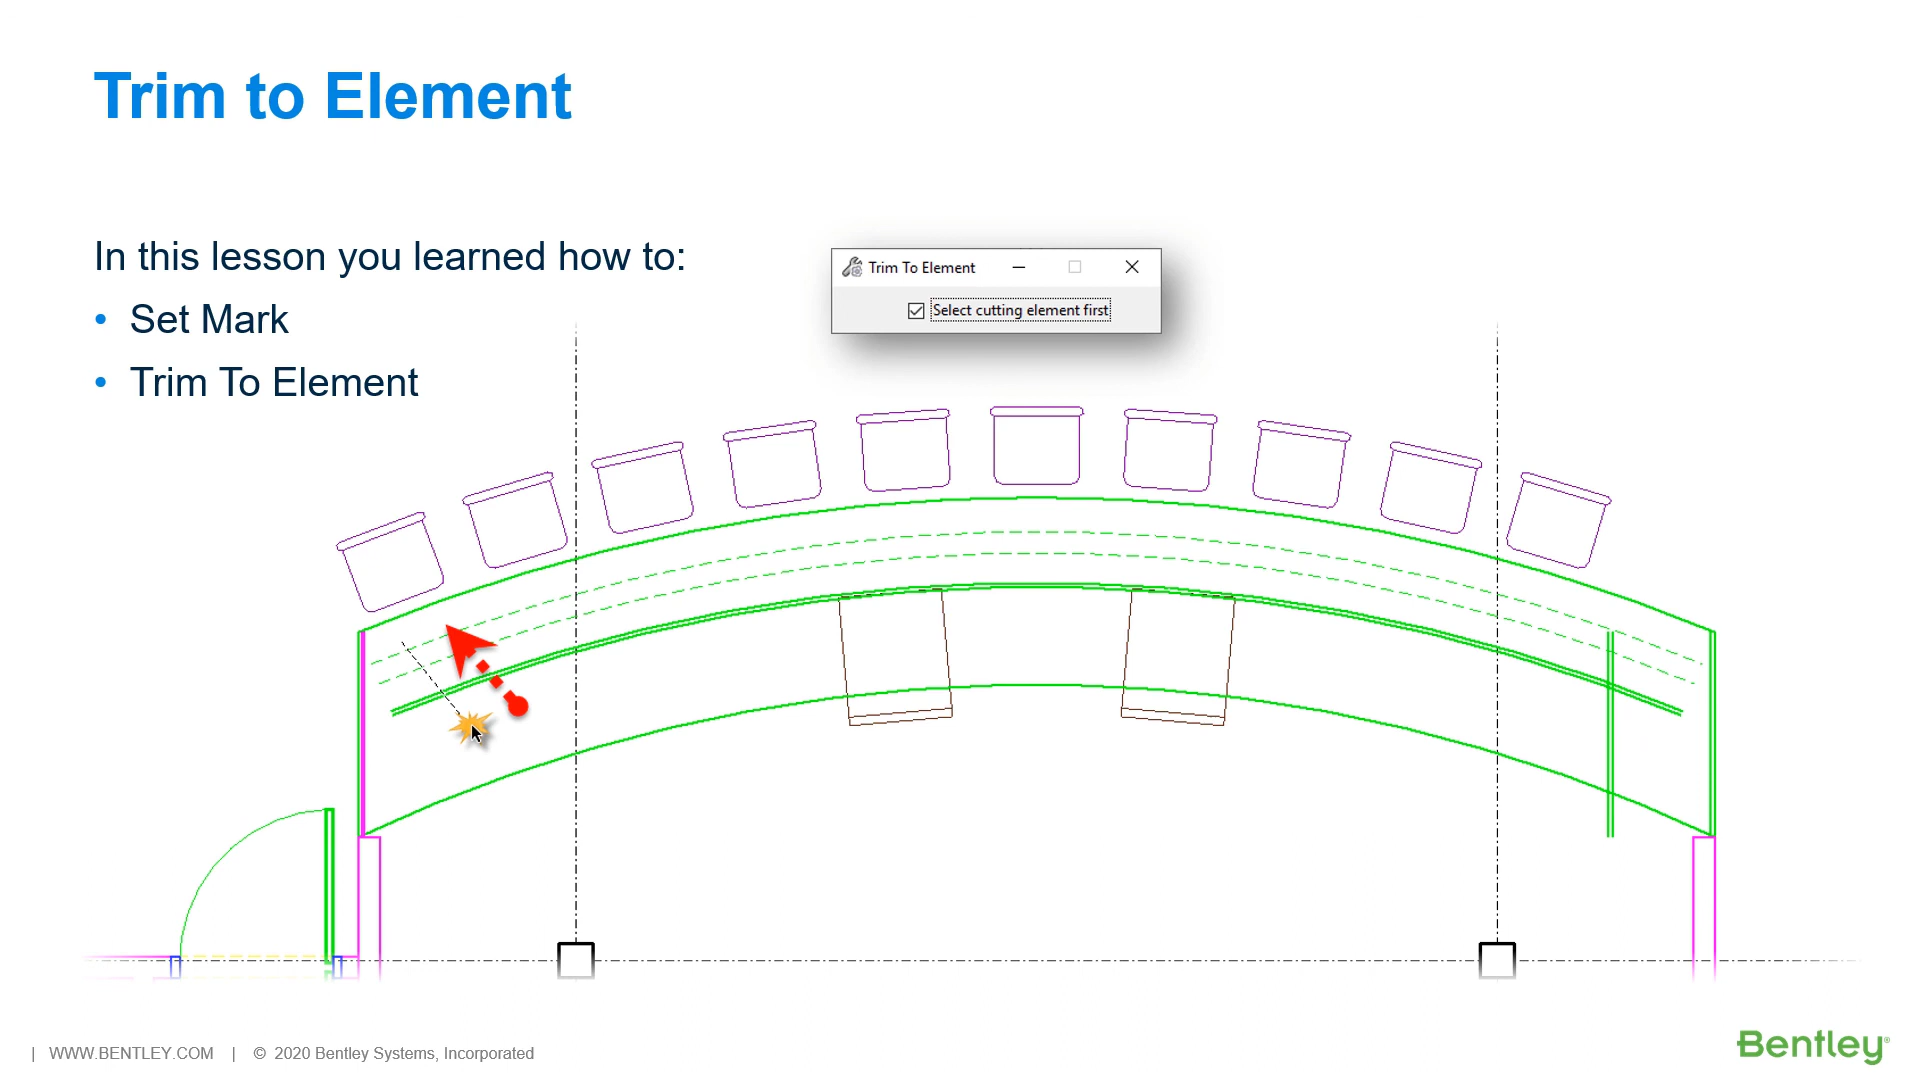 Trim to Element
In this lesson you learned how to:
• Set Mark
• Trim To Element
Trim To Element
Select cutting element first
| WWW.BENTLEY.COM | © 2020 Bentley Systems, Incorporated
Bentley®